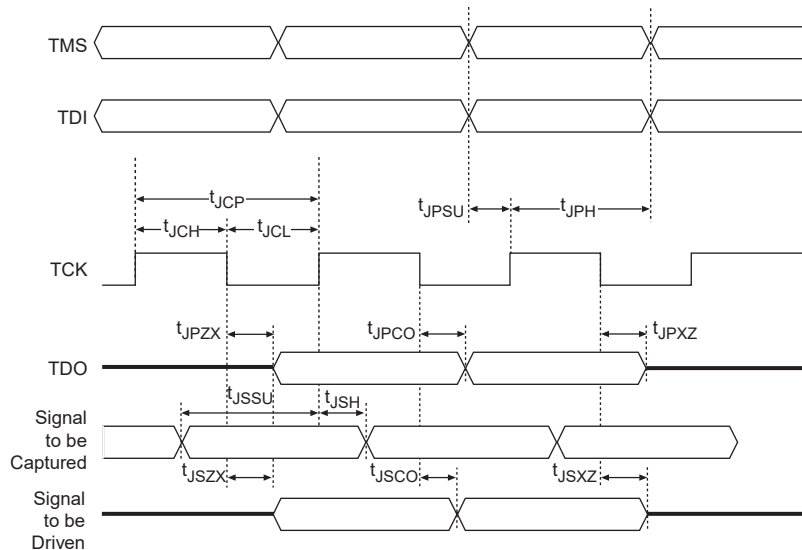 TMS
TDI
tJCP
tJPSU
tJPH
tJCH
tJCL
TCK
tJPZX
tJPCO
tJPXZ
TDO
tJSSU
tJSH
Signal
to be
Captured
tJSZX
tJSCO
tJSXZ
Signal
to be
Driven